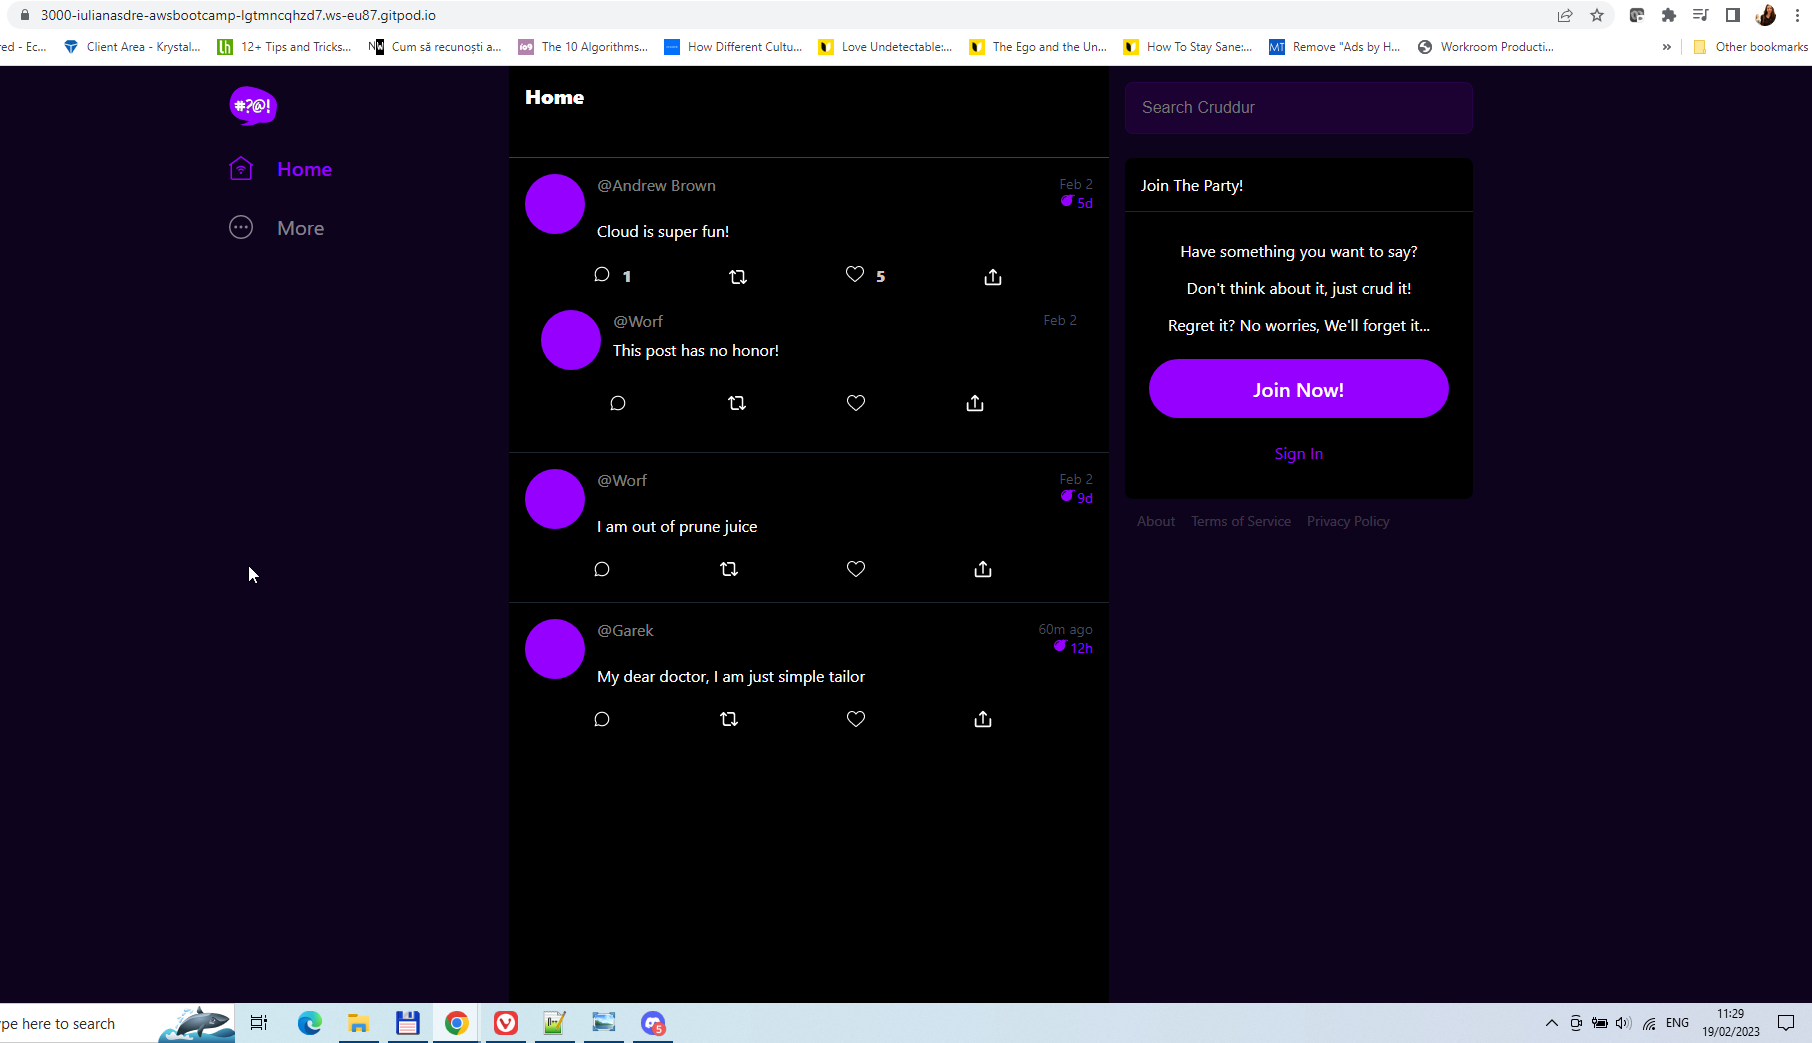 3000-iulianasdre-awsbootcamp-lgtmncqhzd7.ws-eu87.gitpod.io
red - Ec... Client Area - Krystal... 12+ Tips and Tricks... Cum să recunoști a... The 10 Algorithms... How Different Cultu... Love Undetectable:... The Ego and the Un... How To Stay Sane:... Remove "Ads by H... Workroom Producti... » Other bookmarks
#?@!
Home
More
Home
@Andrew Brown
Feb 2
5d
Cloud is super fun!
1 5
@Worf
Feb 2
This post has no honor!
@Worf
Feb 2
9d
I am out of prune juice
@Garek
60m ago
12h
My dear doctor, I am just simple tailor
Search Cruddur
Join The Party!
Have something you want to say?
Don't think about it, just crud it!
Regret it? No worries, We'll forget it...
Join Now!
Sign In
About Terms of Service Privacy Policy
ype here to search
5
ENG
11:29
19/02/2023